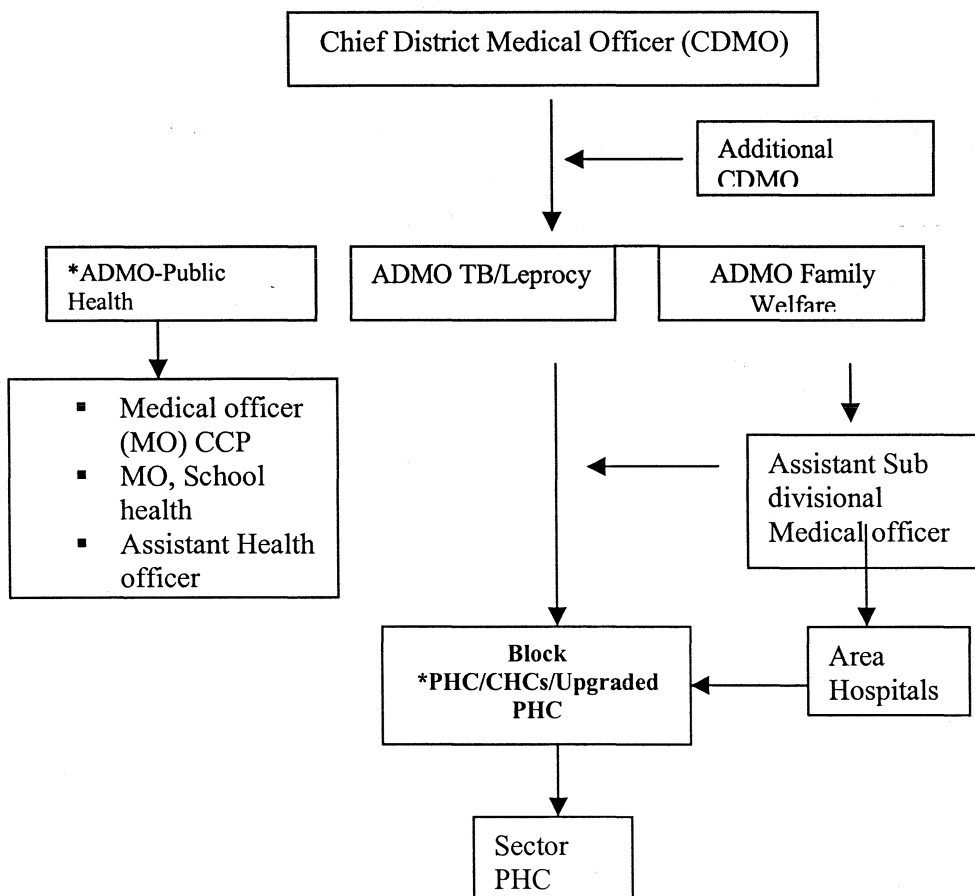 Chief District Medical Officer (CDMO)
Additional
CDMO
*ADMO-Public
Health
ADMO TB/Leprocy
ADMO Family
Welfare
▪ Medical officer
(MO) CCP
▪ MO, School
health
▪ Assistant Health
officer
Assistant Sub
divisional
Medical officer
Block
*PHC/CHCs/Upgraded
PHC
Area
Hospitals
Sector
PHC